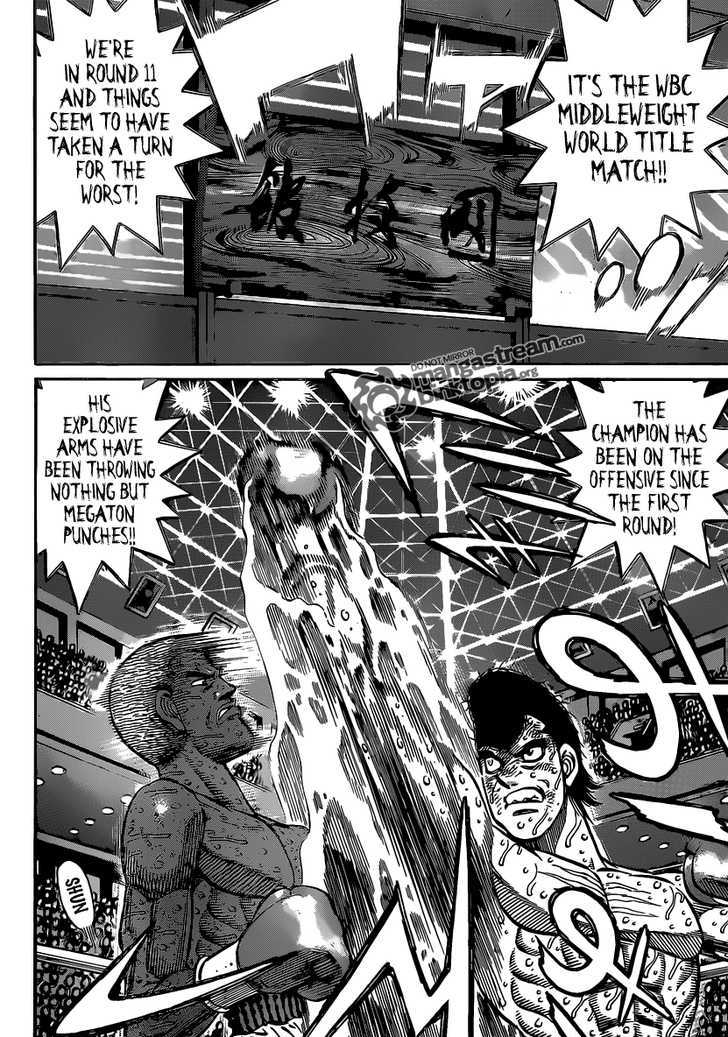 IT'S THE WBC
MIDDLEWEIGHT
WORLD TITLE
MATCH!!
WE'RE
IN ROUND 11
AND THINGS
SEEM TO HAVE
TAKEN A TURN
FOR THE
WORST!
DO NOT MIRROR
mangastream.com
binktopia.org
THE
CHAMPION HAS
BEEN ON THE
OFFENSIVE SINCE
THE FIRST
ROUND!
HIS
EXPLOSIVE
ARMS HAVE
BEEN THROWING
NOTHING BUT
MEGATON
PUNCHES!!
SHUN